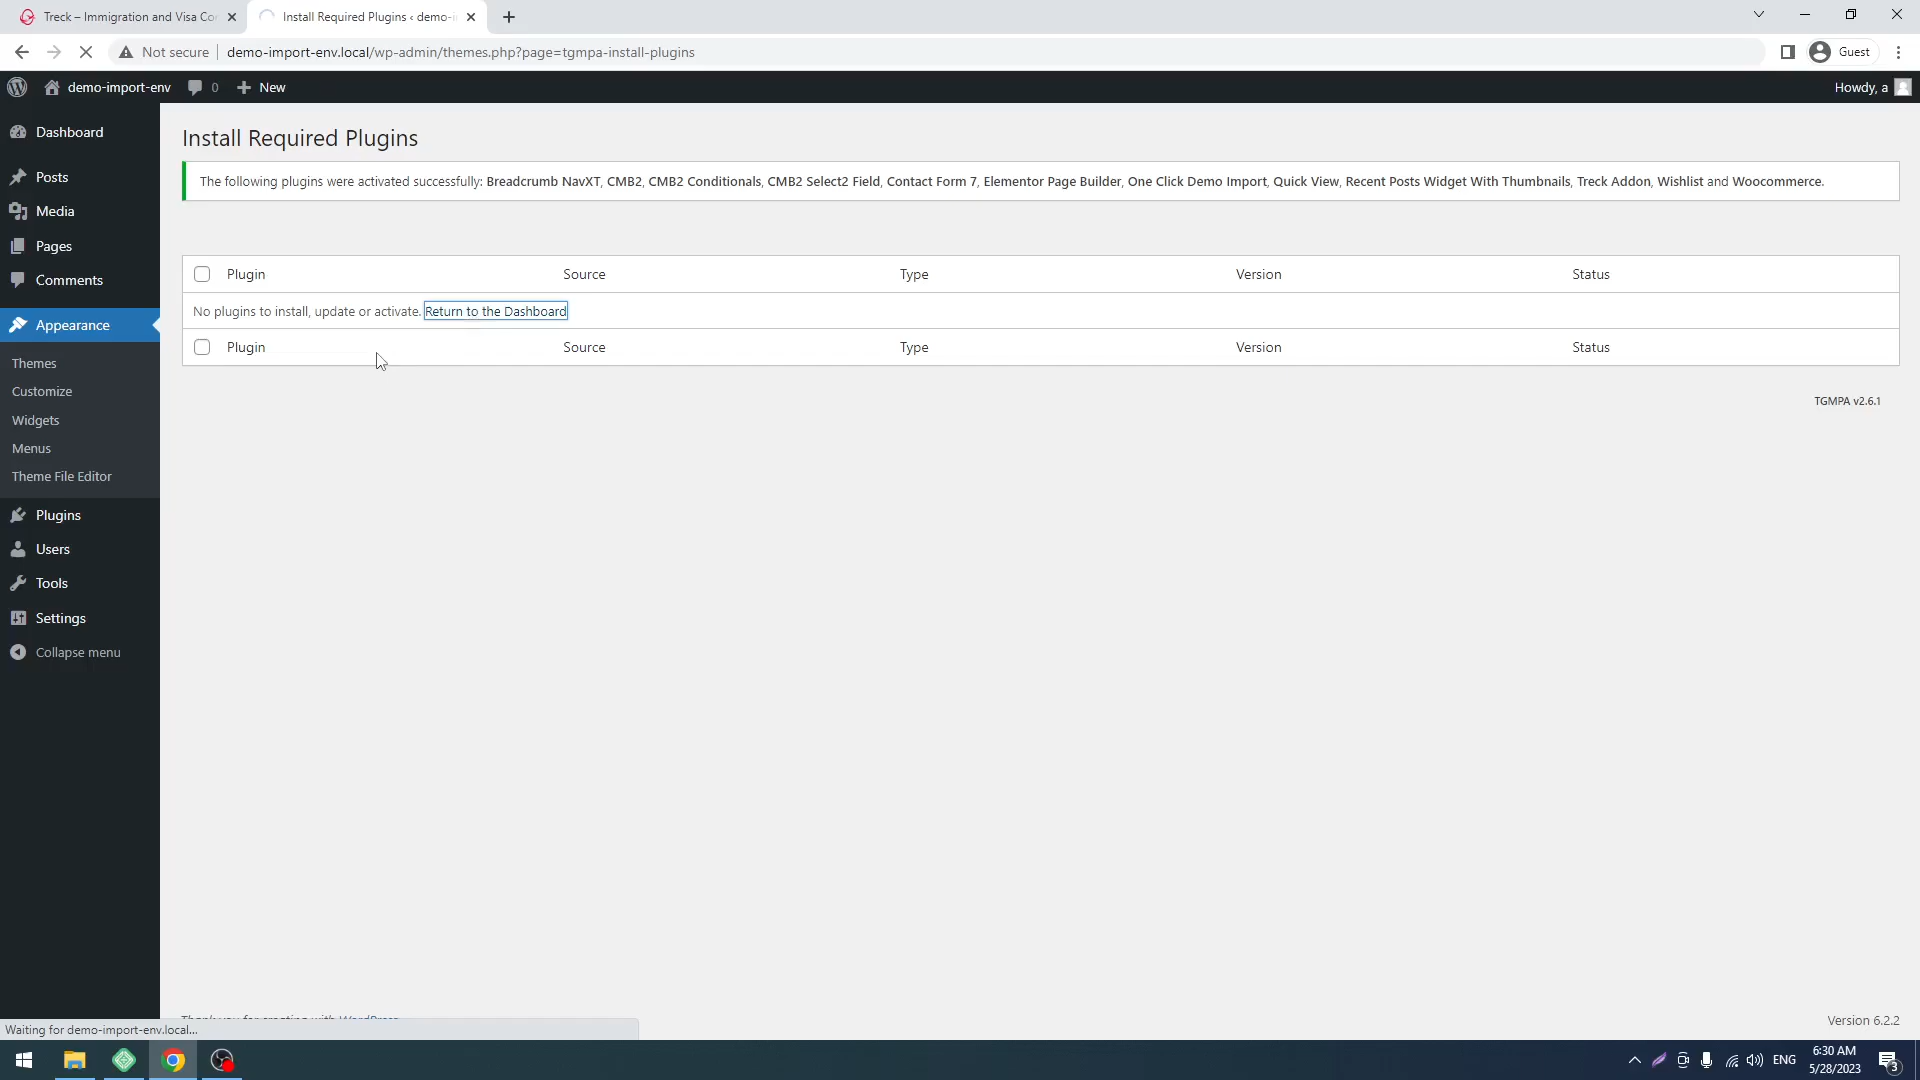 Treck – Immigration and Visa Co
Install Required Plugins ‹ demo-i
Not secure
demo-import-env.local/wp-admin/themes.php?page=tgmpa-install-plugins
Guest
demo-import-env
0
New
Howdy, a
Dashboard
Posts
Media
Pages
Comments
Appearance
Themes
Customize
Widgets
Menus
Theme File Editor
Plugins
Users
Tools
Settings
Collapse menu
Install Required Plugins
The following plugins were activated successfully: Breadcrumb NavXT, CMB2, CMB2 Conditionals, CMB2 Select2 Field, Contact Form 7, Elementor Page Builder, One Click Demo Import, Quick View, Recent Posts Widget With Thumbnails, Treck Addon, Wishlist and Woocommerce.
Plugin Source Type Version Status
No plugins to install, update or activate. Return to the Dashboard
Plugin Source Type Version Status
TGMPA v2.6.1
Thank you for creating with WordPress
Version 6.2.2
Waiting for demo-import-env.local...
ENG
6:30 AM
5/28/2023
3